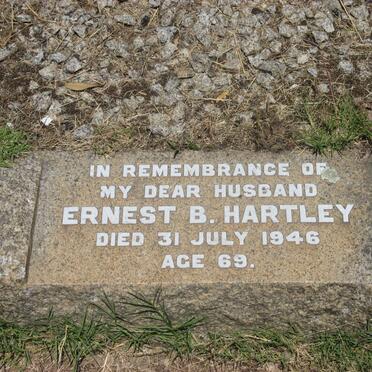 IN REMEMBRANCE OF
MY DEAR HUSBAND
ERNEST B. HARTLEY
DIED 31 JULY 1946
AGE 69.